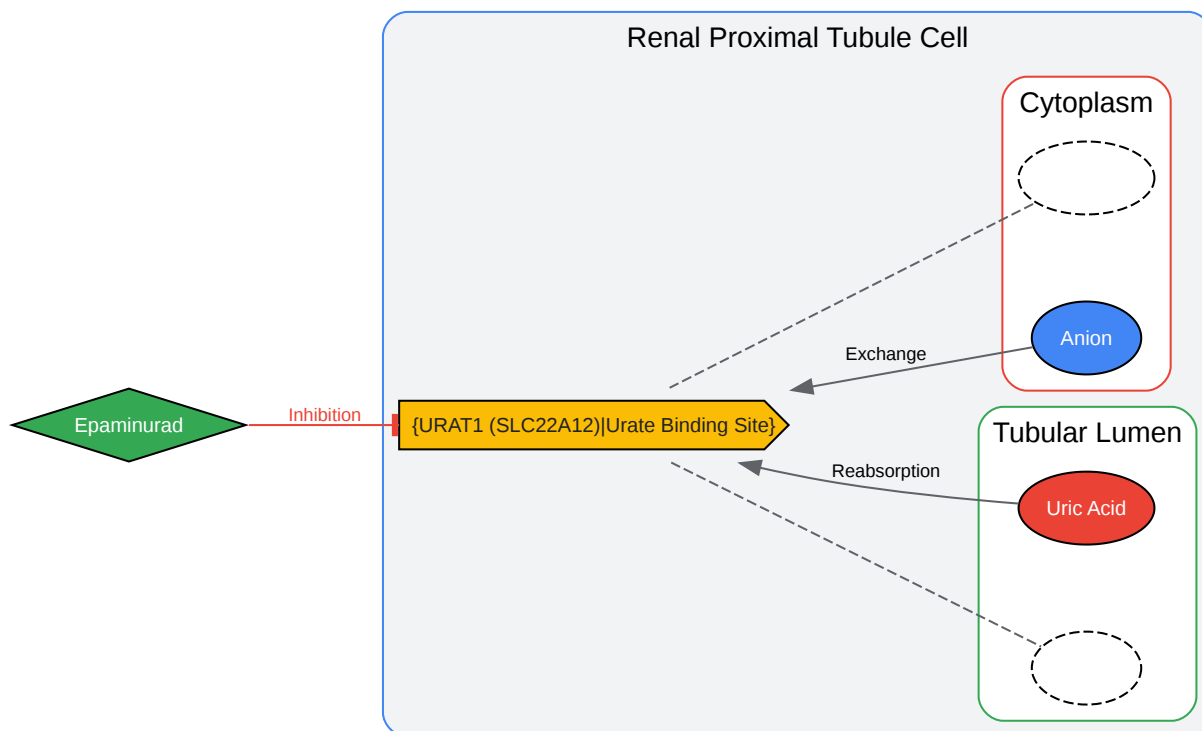 Renal Proximal Tubule Cell
Cytoplasm
Exchange
Anion
Epaminurad
Inhibition
{URAT1 (SLC22A12)|Urate Binding Site}
Tubular Lumen
Reabsorption
Uric Acid